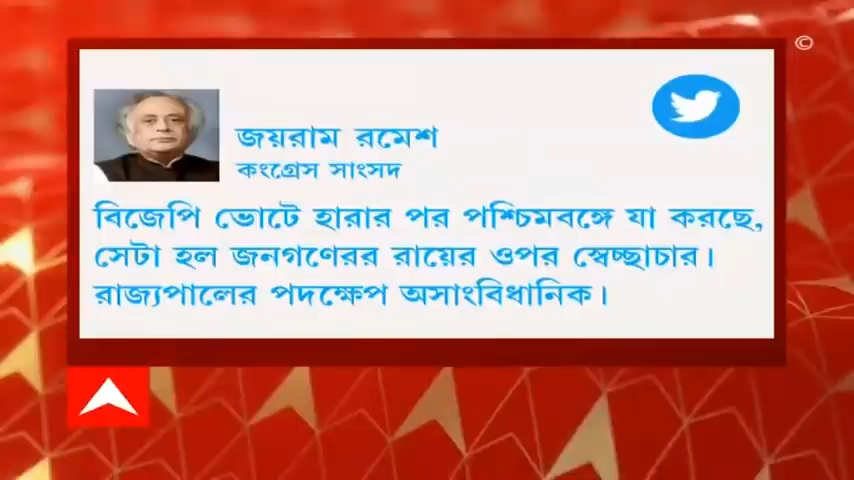 ©
জয়রাম রমেশ
কংগ্রেস সাংসদ
বিজেপি ভোটে হারার পর পশ্চিমবঙ্গে যা করছে,
সেটা হল জনগণেরর রায়ের ওপর স্বেচ্ছাচার।
রাজ্যপালের পদক্ষেপ অসাংবিধানিক।